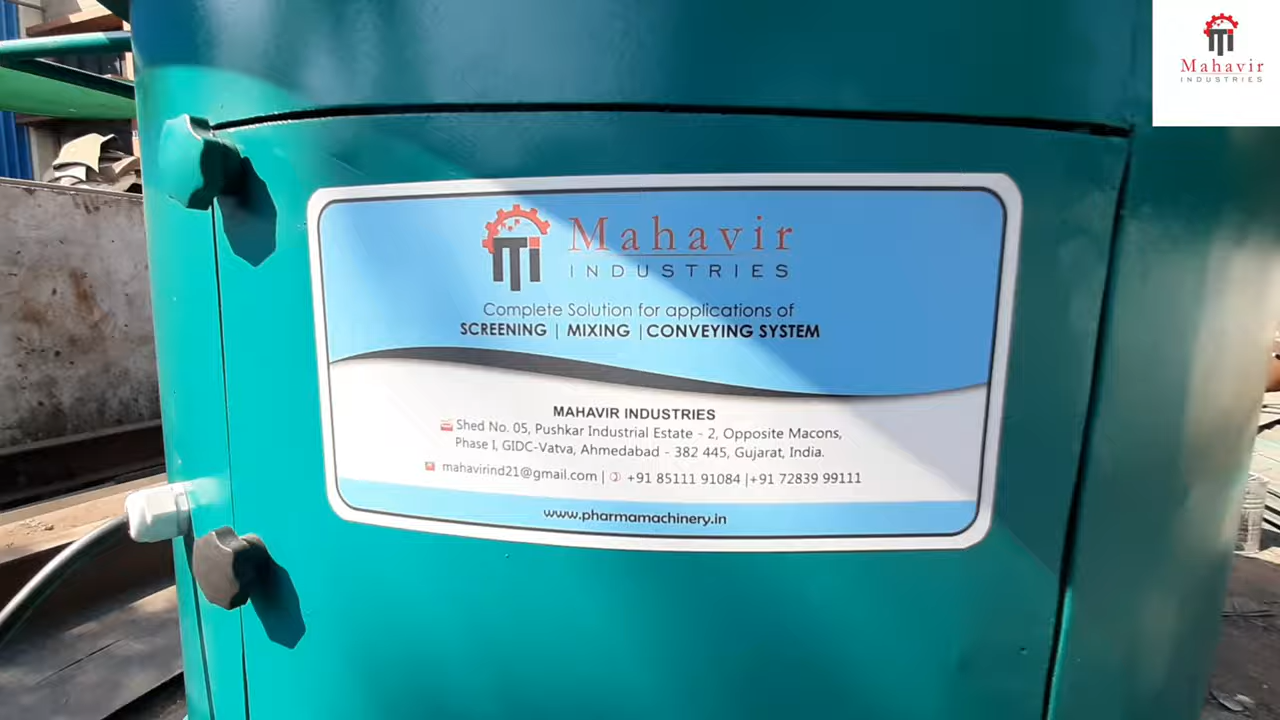 Mahavir
INDUSTRIES
Mahavir
INDUSTRIES
Complete Solution for applications of
SCREENING | MIXING | CONVEYING SYSTEM
MAHAVIR INDUSTRIES
Shed No. 05, Pushkar Industrial Estate - 2, Opposite Macons,
Phase I, GIDC-Vatva, Ahmedabad - 382 445, Gujarat, India.
mahavirind21@gmail.com | +91 85111 91084 |+91 72839 99111
www.pharmamachinery.in